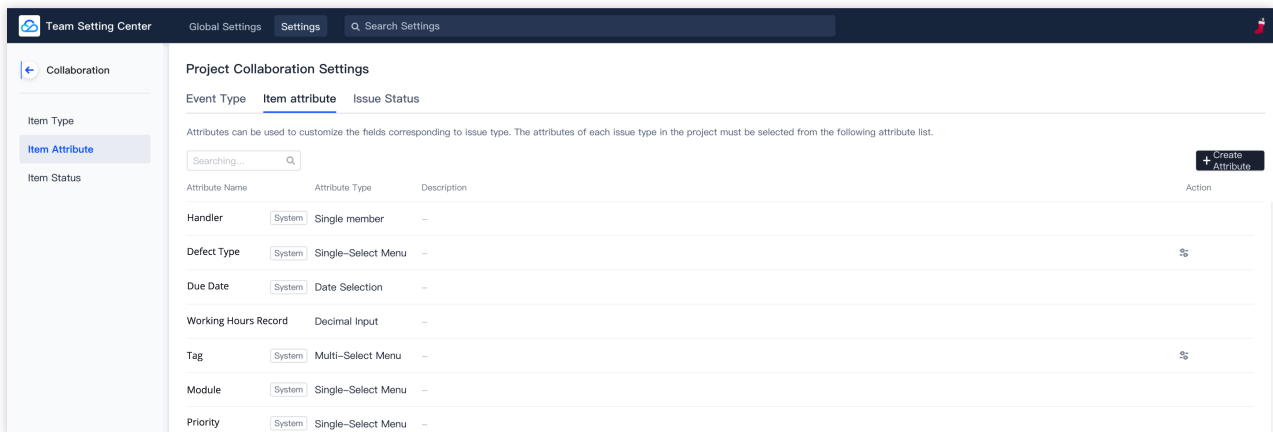 Team Setting Center Global Settings Settings Search Settings
Collaboration
Item Type
Item Attribute
Item Status
Project Collaboration Settings
Event Type Item attribute Issue Status
Attributes can be used to customize the fields corresponding to issue type. The attributes of each issue type in the project must be selected from the following attribute list.
Searching...
+ Create
Attribute
Attribute Name Attribute Type Description Action
Handler System Single member –
Defect Type System Single–Select Menu –
Due Date System Date Selection –
Working Hours Record Decimal Input –
Tag System Multi–Select Menu –
Module System Single–Select Menu –
Priority System Single–Select Menu –